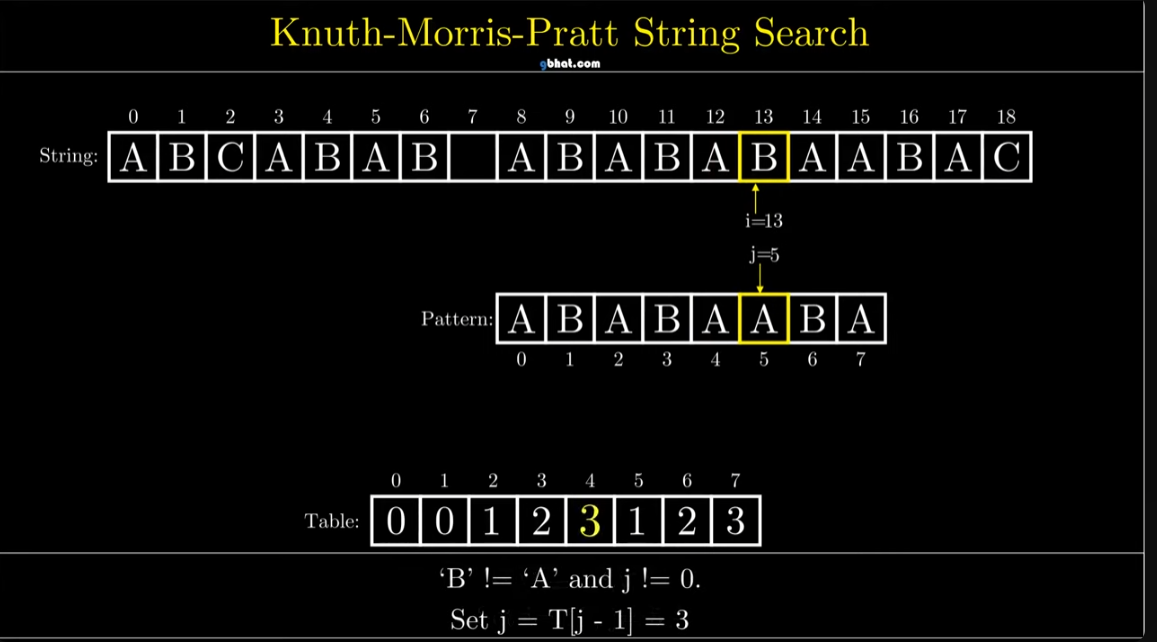 Knuth-Morris-Pratt String Search
gbhat.com
0 1 2 3 4 5 6 7 8 9 10 11 12 13 14 15 16 17 18
String: A B C A B A B A B A B A B A A B A C
i=13
j=5
Pattern: A B A B A A B A
0 1 2 3 4 5 6 7
0 1 2 3 4 5 6 7
Table: 0 0 1 2 3 1 2 3
‘B’ != ‘A’ and j != 0.
Set j = T[j - 1] = 3